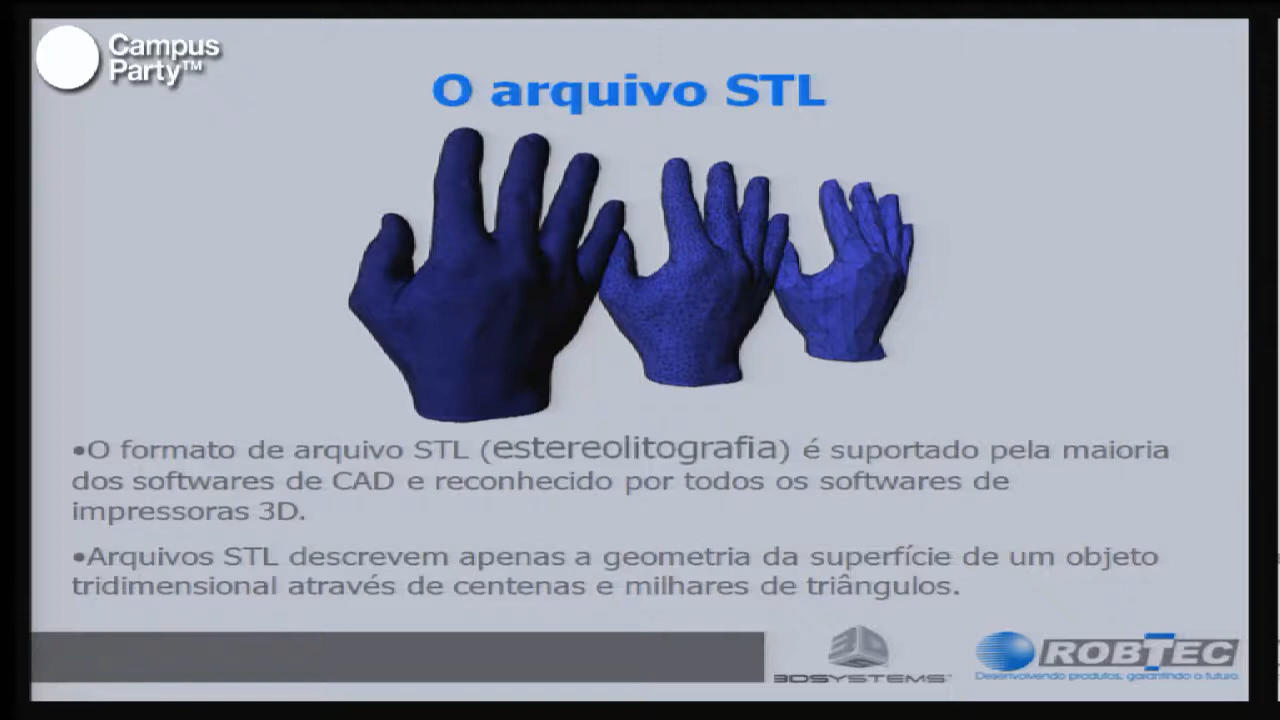 Campus
Party™
O arquivo STL
•O formato de arquivo STL (estereolitografia) é suportado pela maioria
dos softwares de CAD e reconhecido por todos os softwares de
impressoras 3D.
•Arquivos STL descrevem apenas a geometria da superfície de um objeto
tridimensional através de centenas e milhares de triângulos.
3D
3DSYSTEMS
ROBTEC
Desenvolvendo produtos, garantindo o futuro.